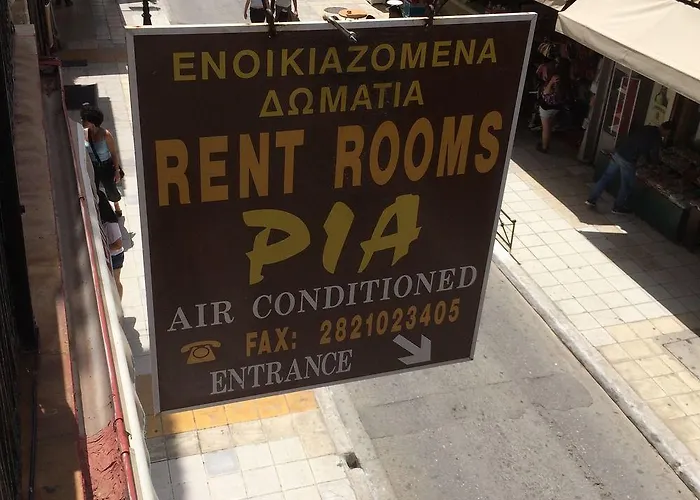 ΕΝΟΙΚΙΑΖΟΜΕΝΑ
ΔΩΜΑΤΙΑ
RENT ROOMS
PIA
AIR CONDITIONED
FAX: 2821023405
ENTRANCE